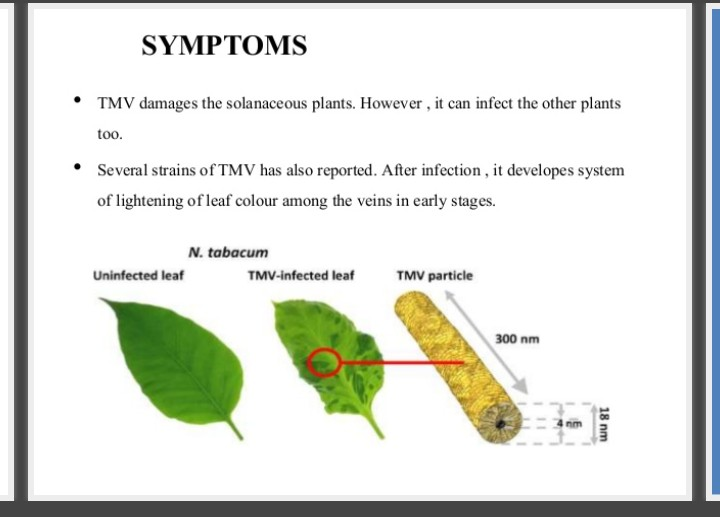 SYMPTOMS
• TMV damages the solanaceous plants. However , it can infect the other plants
too.
• Several strains of TMV has also reported. After infection , it developes system
of lightening of leaf colour among the veins in early stages.
N. tabacum
Uninfected leaf
TMV-infected leaf
TMV particle
300 nm
4 nm
18 nm